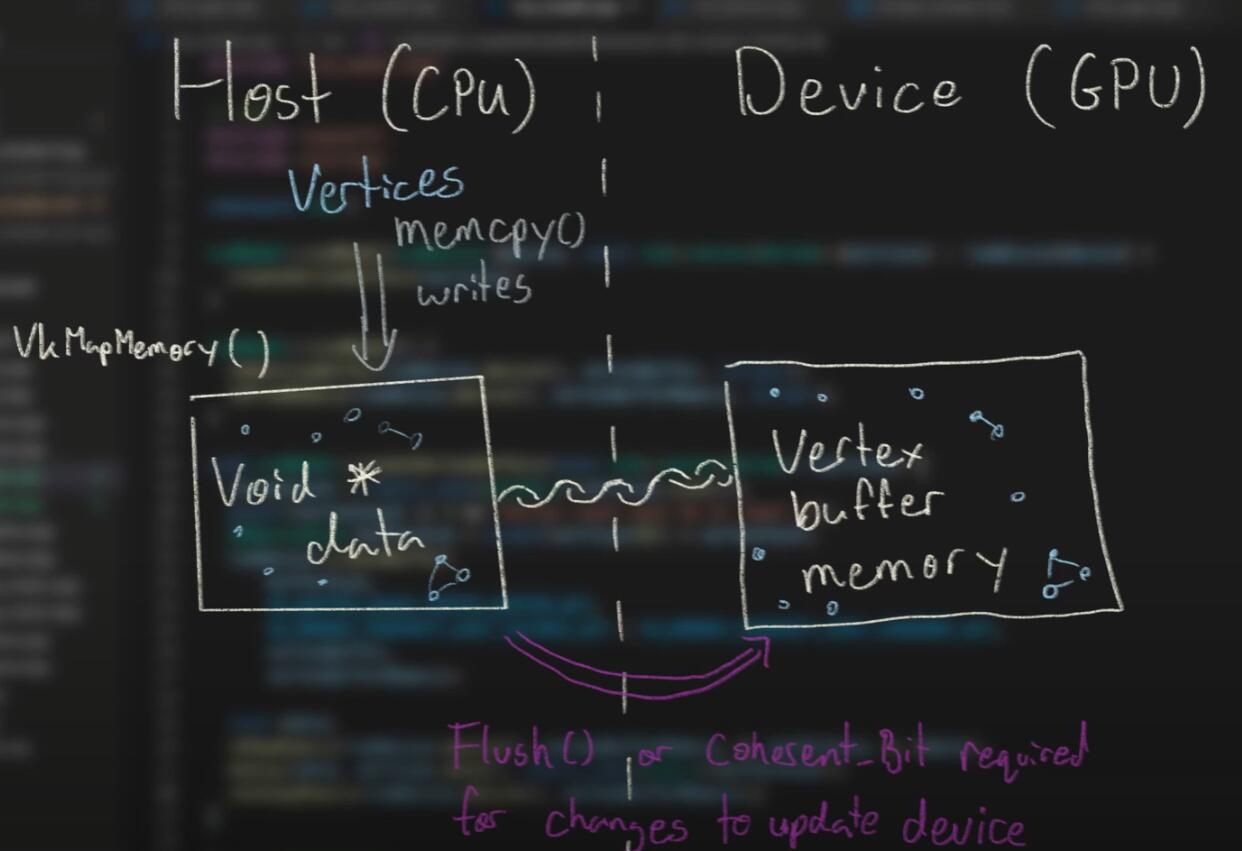 Host (CPU)
Device (GPU)
Vertices
memcpy()
writes
VkMapMemory()
Void *
data
Vertex
buffer
memory
Flush() or Coherent_Bit required
for changes to update device